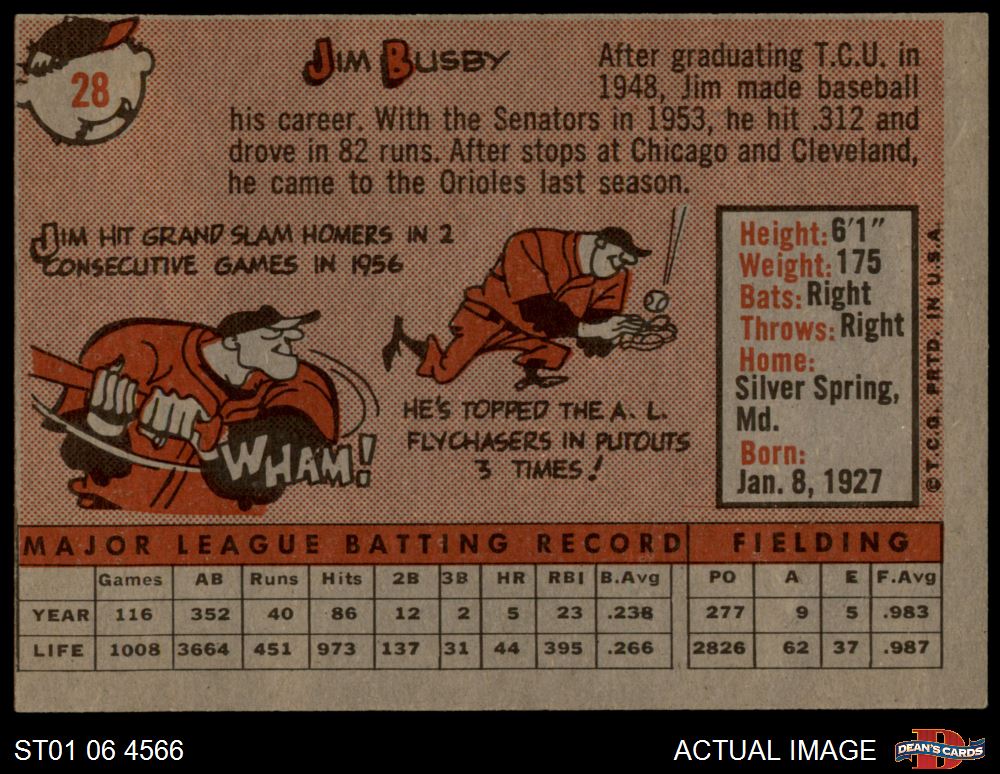 28
JIM BUSBY
After graduating T.C.U. in
1948, Jim made baseball
his career. With the Senators in 1953, he hit .312 and
drove in 82 runs. After stops at Chicago and Cleveland,
he came to the Orioles last season.
JIM HIT GRAND SLAM HOMERS IN 2
CONSECUTIVE GAMES IN 1956
WHAM!
HE'S TOPPED THE A. L.
FLYCHASERS IN PUTOUTS
3 TIMES!
Height: 6'1"
Weight: 175
Bats: Right
Throws: Right
Home:
Silver Spring,
Md.
Born:
Jan. 8, 1927
© T.C.G. PRTD. IN U.S.A.
MAJOR LEAGUE BATTING RECORD FIELDING
Games AB Runs Hits 2B 3B HR RBI B.Avg PO A E F.Avg
YEAR 116 352 40 86 12 2 5 23 .238 277 9 5 .983
LIFE 1008 3664 451 973 137 31 44 395 .266 2826 62 37 .987
ST01 06 4566
ACTUAL IMAGE
D
DEAN'S CARDS